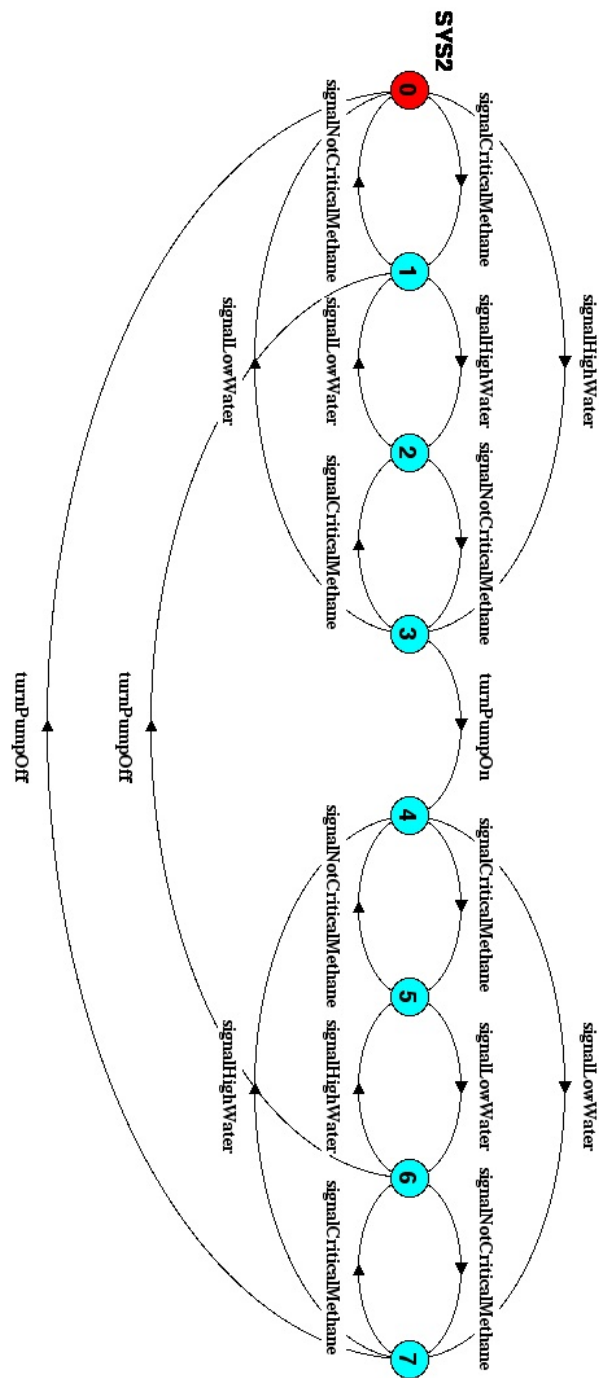 SYS2
signalHighWater
signalLowWater
signalCriticalMethane
signalHighWater
signalNotCriticalMethane
turnPumpOn
signalCriticalMethane
signalLowWater
signalNotCriticalMethane
0
1
2
3
4
5
6
7
signalNotCriticalMethane
signalLowWater
signalCriticalMethane
signalNotCriticalMethane
signalHighWater
signalCriticalMethane
signalLowWater
signalHighWater
turnPumpOff
turnPumpOff